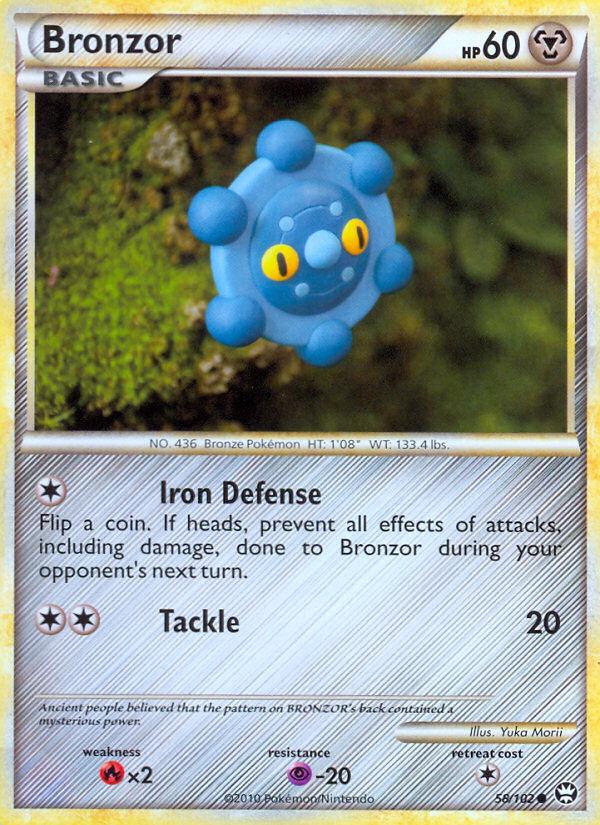 Bronzor HP 60
BASIC
NO. 436 Bronze Pokémon HT: 1'08" WT: 133.4 lbs.
Iron Defense
Flip a coin. If heads, prevent all effects of attacks,
including damage, done to Bronzor during your
opponent's next turn.
Tackle 20
Ancient people believed that the pattern on BRONZOR's back contained a
mysterious power.
Illus. Yuka Morii
weakness resistance retreat cost
×2 -20
©2010 Pokémon/Nintendo 58/102